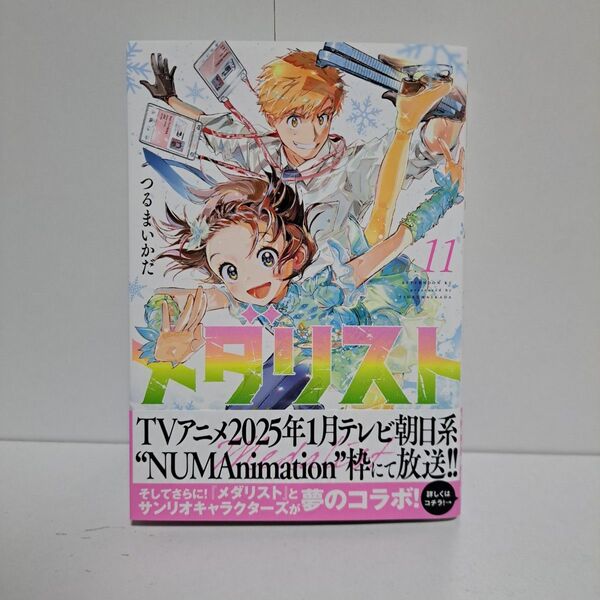 つるまいかだ
11
AFTERNOON KC
メダリスト
Medalist
TVアニメ2025年1月テレビ朝日系
“NUMAnimation”枠にて放送!!
そしてさらに!『メダリスト』と
サンリオキャラクターズが
夢のコラボ!
詳しくは
コチラ!→